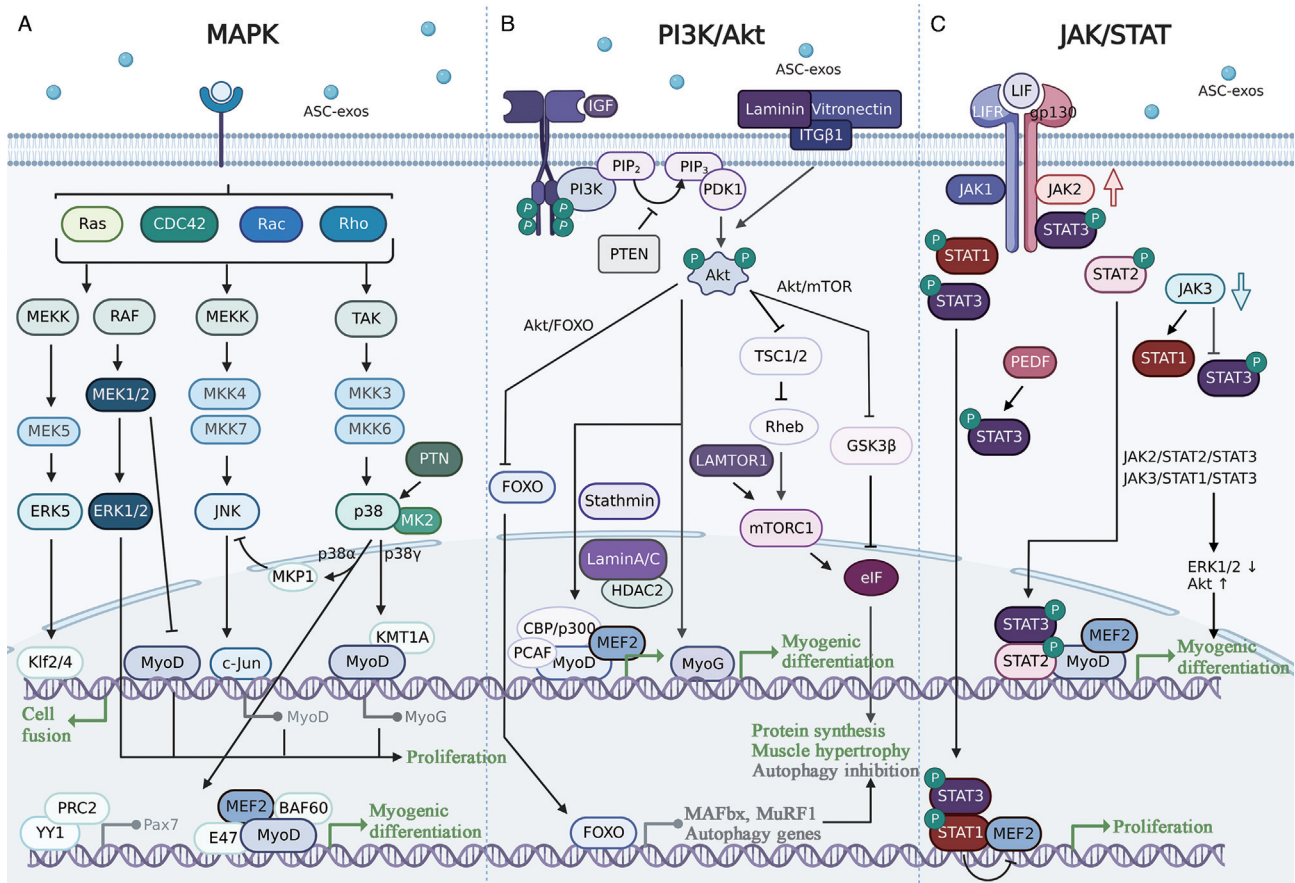 A
MAPK
ASC-exos
Ras
CDC42
Rac
Rho
MEKK
RAF
MEKK
TAK
MEK1/2
MKK4
MKK3
MEK5
MKK7
MKK6
PTN
ERK5
ERK1/2
JNK
p38
MK2
p38α
p38γ
MKP1
KMT1A
Klf2/4
MyoD
c-Jun
MyoD
Cell
fusion
MyoD
MyoG
Proliferation
PRC2
YY1
Pax7
MEF2
BAF60
E47
MyoD
Myogenic
differentiation
B
PI3K/Akt
ASC-exos
IGF
Laminin
Vitronectin
ITGβ1
PIP2
PIP3
PI3K
PDK1
P
P
P
P
PTEN
P
P
Akt
Akt/FOXO
Akt/mTOR
TSC1/2
Rheb
GSK3β
LAMTOR1
FOXO
Stathmin
mTORC1
LaminA/C
HDAC2
eIF
CBP/p300
PCAF
MEF2
MyoD
MyoG
Myogenic
differentiation
Protein synthesis
Muscle hypertrophy
Autophagy inhibition
FOXO
MAFbx, MuRF1
Autophagy genes
C
JAK/STAT
ASC-exos
LIF
LIFR
gp130
JAK1
JAK2
P
STAT3
P
STAT1
P
STAT3
P
STAT2
JAK3
STAT1
P
STAT3
PEDF
P
STAT3
JAK2/STAT2/STAT3
JAK3/STAT1/STAT3
ERK1/2 ↓
Akt ↑
P
STAT3
P
STAT2
MEF2
MyoD
Myogenic
differentiation
P
STAT3
P
STAT1
MEF2
Proliferation